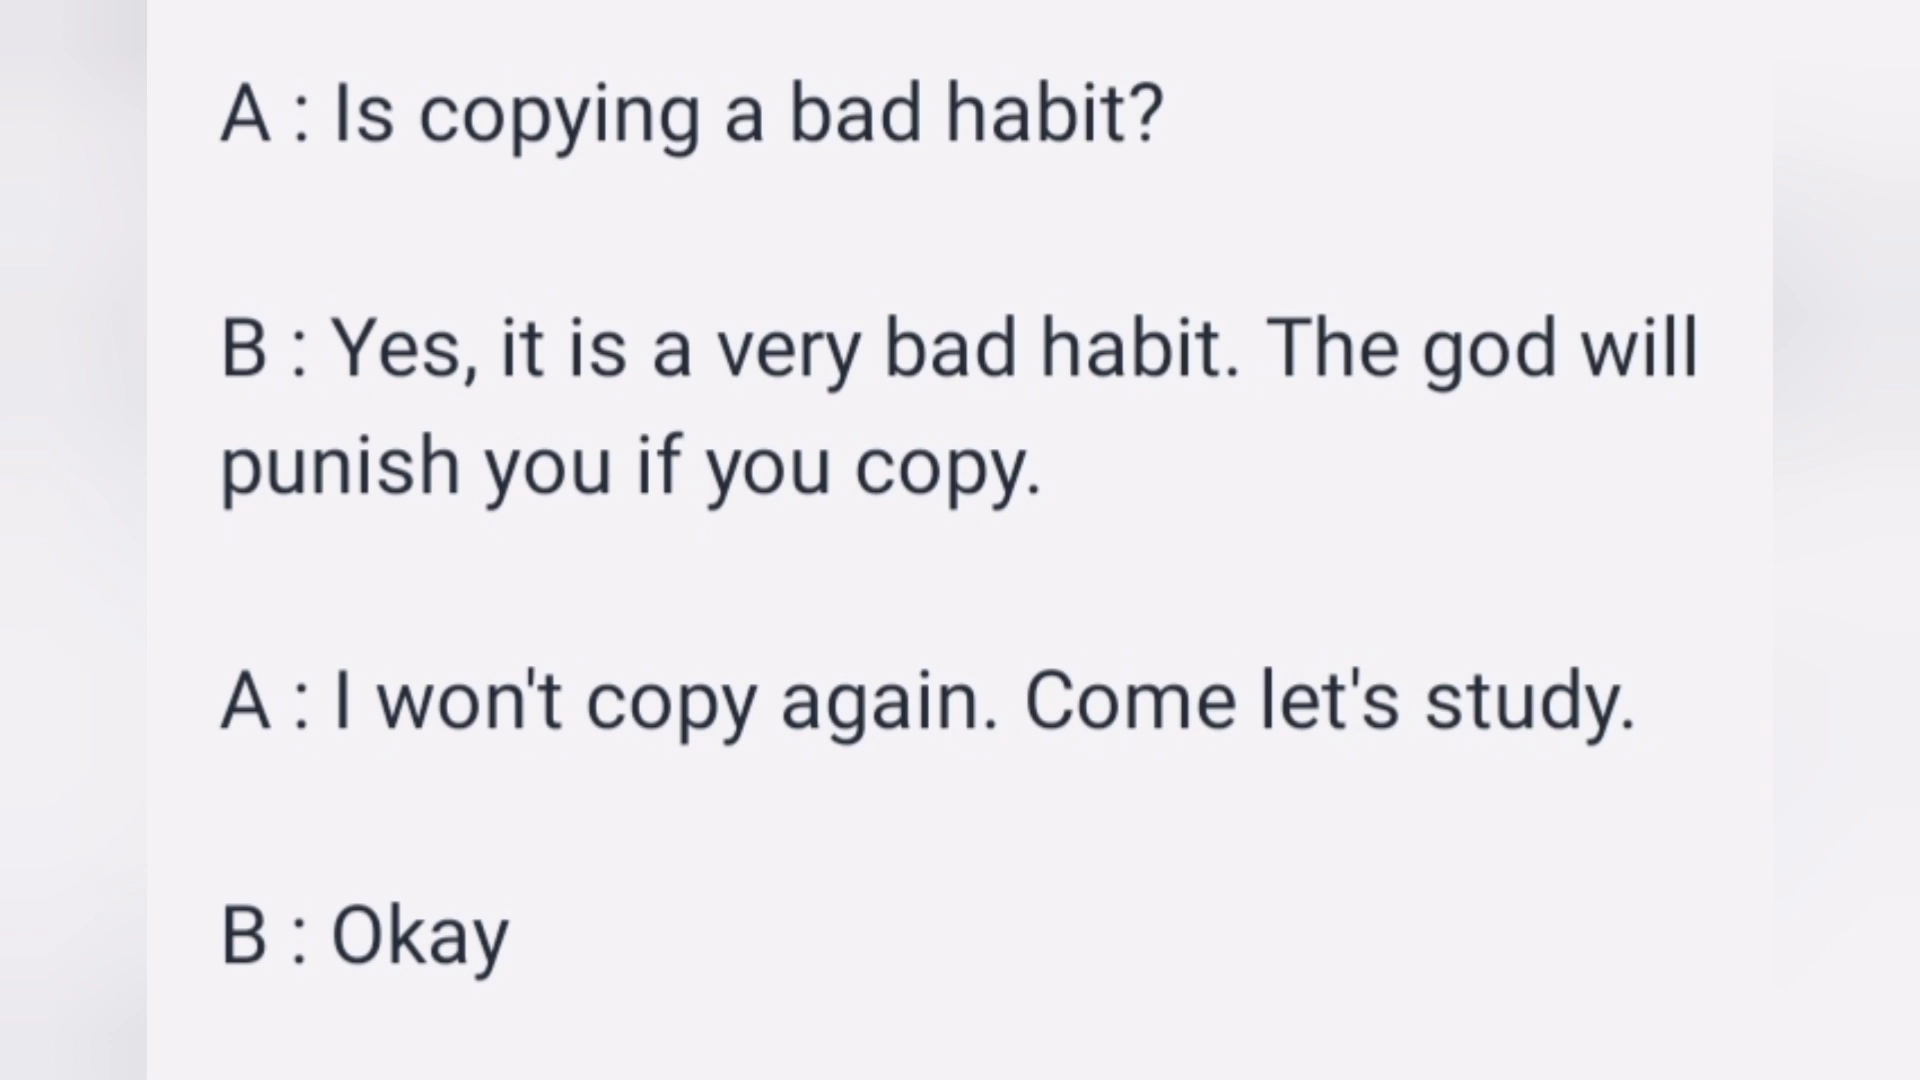 A : Is copying a bad habit?
B : Yes, it is a very bad habit. The god will
punish you if you copy.
A : I won't copy again. Come let's study.
B : Okay